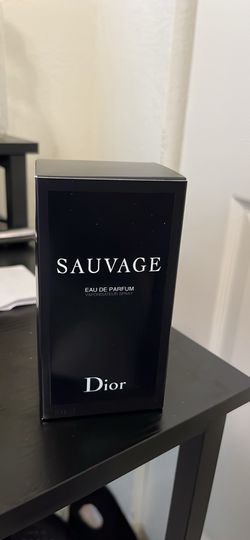 SAUVAGE
EAU DE PARFUM
VAPORISATEUR SPRAY
Dior